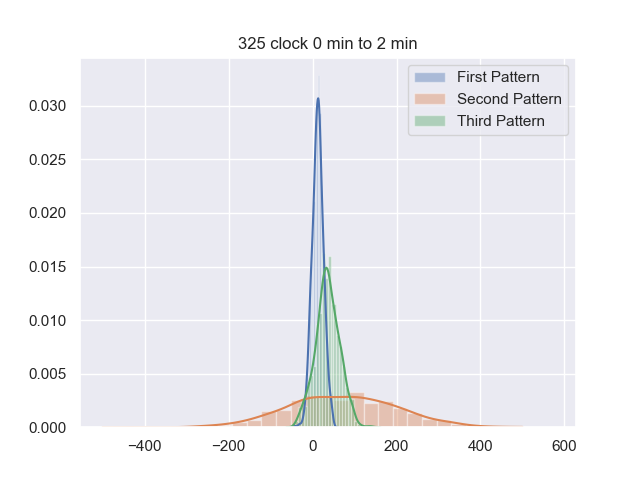 325 clock 0 min to 2 min
First Pattern
Second Pattern
Third Pattern
0.030
0.025
0.020
0.015
0.010
0.005
0.000
−400 −200 0 200 400 600